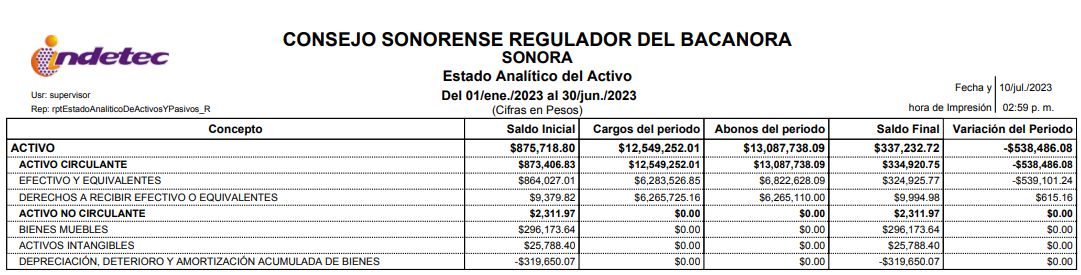 indetec
CONSEJO SONORENSE REGULADOR DEL BACANORA
SONORA
Estado Analítico del Activo
Del 01/ene./2023 al 30/jun./2023
(Cifras en Pesos)
Usr: supervisor
Rep: rptEstadoAnaliticoDeActivosYPasivos_R
Fecha y 10/jul./2023
hora de Impresión 02:59 p. m.
Concepto Saldo Inicial Cargos del periodo Abonos del periodo Saldo Final Variación del Periodo
ACTIVO $875,718.80 $12,549,252.01 $13,087,738.09 $337,232.72 -$538,486.08
ACTIVO CIRCULANTE $873,406.83 $12,549,252.01 $13,087,738.09 $334,920.75 -$538,486.08
EFECTIVO Y EQUIVALENTES $864,027.01 $6,283,526.85 $6,822,628.09 $324,925.77 -$539,101.24
DERECHOS A RECIBIR EFECTIVO O EQUIVALENTES $9,379.82 $6,265,725.16 $6,265,110.00 $9,994.98 $615.16
ACTIVO NO CIRCULANTE $2,311.97 $0.00 $0.00 $2,311.97 $0.00
BIENES MUEBLES $296,173.64 $0.00 $0.00 $296,173.64 $0.00
ACTIVOS INTANGIBLES $25,788.40 $0.00 $0.00 $25,788.40 $0.00
DEPRECIACIÓN, DETERIORO Y AMORTIZACIÓN ACUMULADA DE BIENES -$319,650.07 $0.00 $0.00 -$319,650.07 $0.00